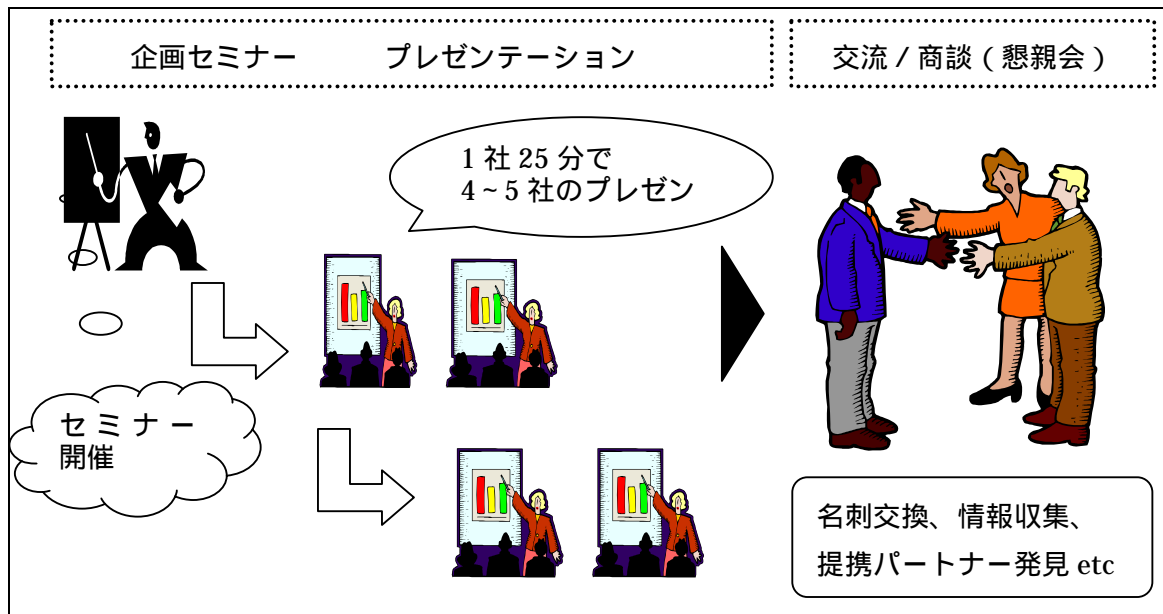 企画セミナー　　　プレゼンテーション
交流 / 商談 ( 懇親会 )
1 社 25 分で
4~5 社のプレゼン
セ ミ ナ ー
開催
名刺交換、情報収集、
提携パートナー発見 etc